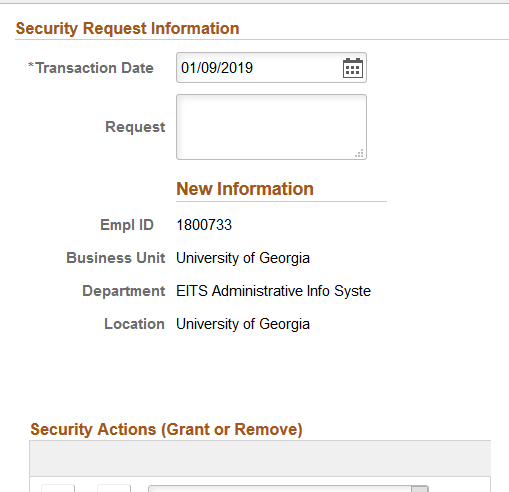 Security Request Information
*Transaction Date 01/09/2019
Request
New Information
Empl ID 1800733
Business Unit University of Georgia
Department EITS Administrative Info Syste
Location University of Georgia
Security Actions (Grant or Remove)